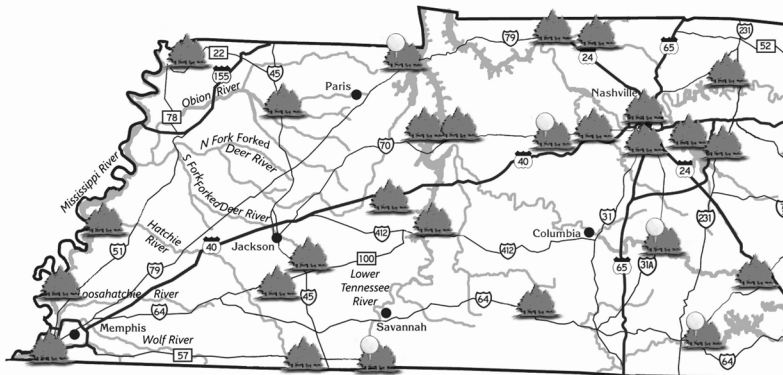 79
65
231
52
22
24
155
45
Paris
Obion River
Nashville
78
N Fork Forked
Deer River
70
S Fork
Forked Deer River
40
24
Mississippi River
Hatchie
River
31
231
51
40
Jackson
412
Columbia
412
100
Lower
Tennessee
River
65
31A
79
oosahatchie River
45
64
64
Savannah
Memphis
Wolf River
57
64